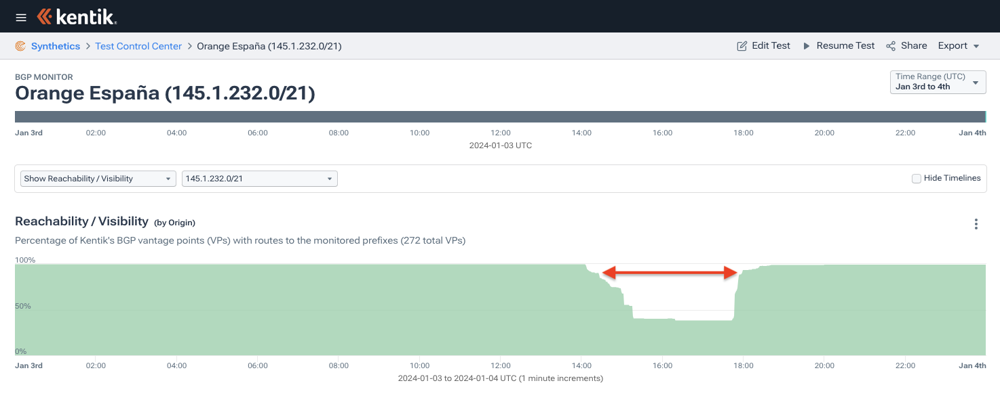 kentik®
Synthetics > Test Control Center > Orange España (145.1.232.0/21) Edit Test Resume Test Share Export
BGP MONITOR
Orange España (145.1.232.0/21)
Time Range (UTC)
Jan 3rd to 4th
Jan 3rd 02:00 04:00 06:00 08:00 10:00 12:00 14:00 16:00 18:00 20:00 22:00 Jan 4th
2024-01-03 UTC
Show Reachability / Visibility 145.1.232.0/21 Hide Timelines
Reachability / Visibility (by Origin)
Percentage of Kentik's BGP vantage points (VPs) with routes to the monitored prefixes (272 total VPs)
100%
50%
0%
Jan 3rd 02:00 04:00 06:00 08:00 10:00 12:00 14:00 16:00 18:00 20:00 22:00 Jan 4th
2024-01-03 to 2024-01-04 UTC (1 minute increments)